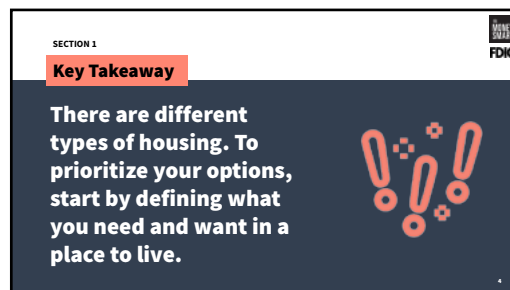 SECTION 1
Key Takeaway
There are different
types of housing. To
prioritize your options,
start by defining what
you need and want in a
place to live.
4